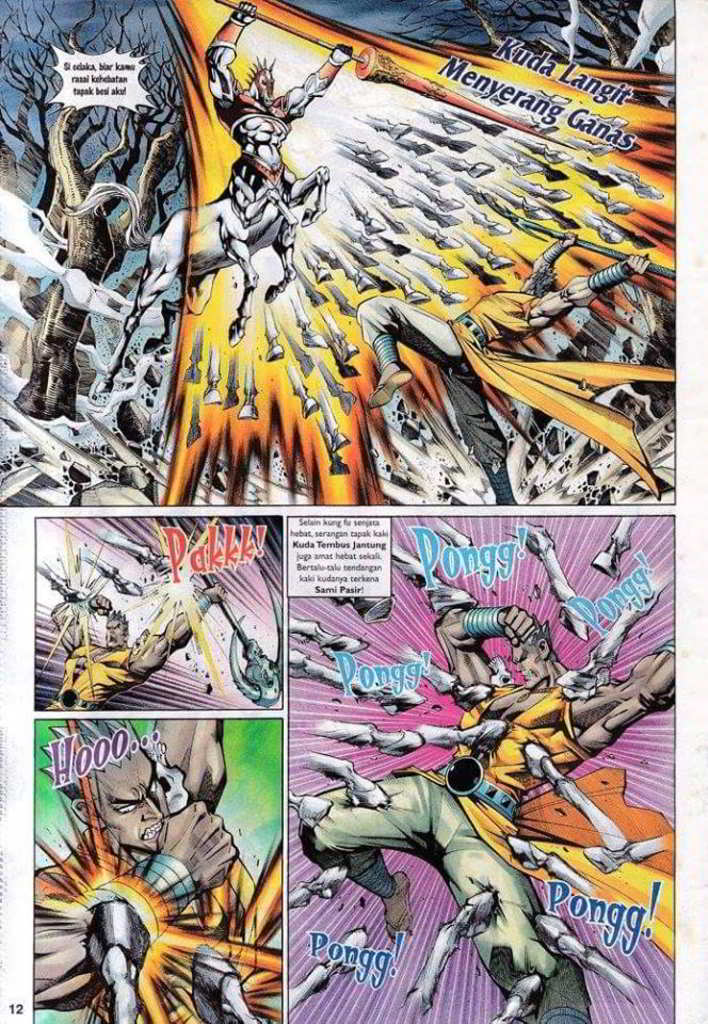 Si celaka, biar kamu
rasai kehebatan
tapak besi aku!
Kuda Langit
Menyerang Ganas
Pakkk!
Selain kung fu senjata
hebat, serangan tapak kaki
Kuda Tembus Jantung
juga amat hebat sekali.
Bertalu-talu tendangan
kaki kudanya terkena
Sami Pasir!
Pongg!
Pongg!
Pongg!
Hooo...
Pongg!
Pongg!
12